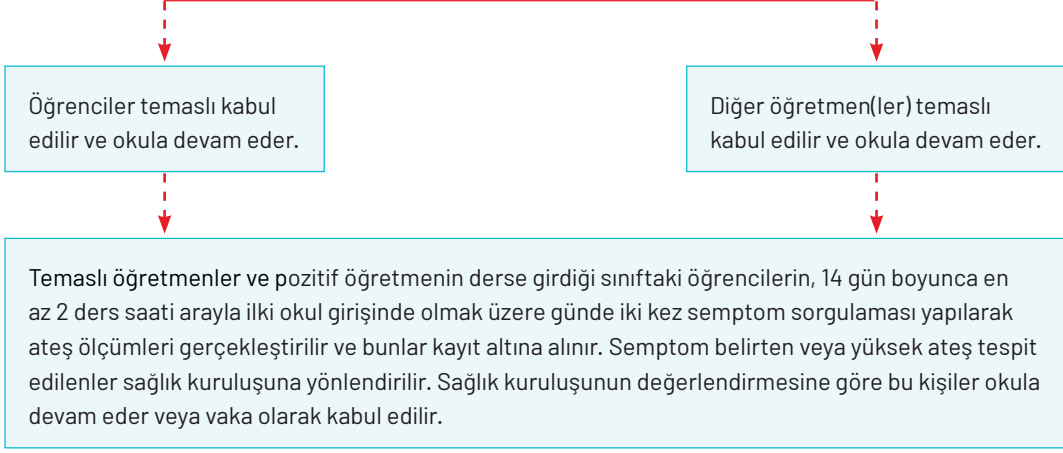 Öğrenciler temaslı kabul
edilir ve okula devam eder.
Diğer öğretmen(ler) temaslı
kabul edilir ve okula devam eder.
Temaslı öğretmenler ve pozitif öğretmenin derse girdiği sınıftaki öğrencilerin, 14 gün boyunca en
az 2 ders saati arayla ilki okul girişinde olmak üzere günde iki kez semptom sorgulaması yapılarak
ateş ölçümleri gerçekleştirilir ve bunlar kayıt altına alınır. Semptom belirten veya yüksek ateş tespit
edilenler sağlık kuruluşuna yönlendirilir. Sağlık kuruluşunun değerlendirmesine göre bu kişiler okula
devam eder veya vaka olarak kabul edilir.